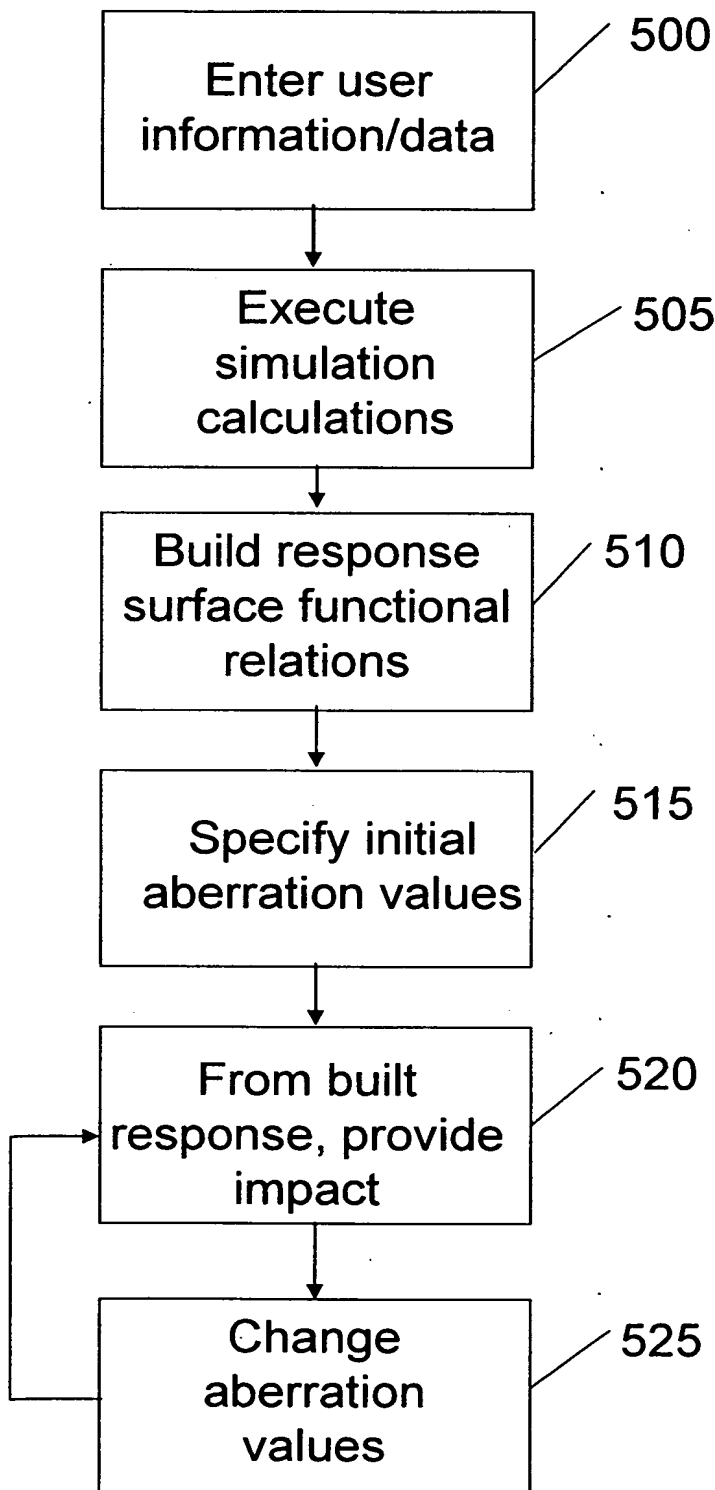 500
Enter user
information/data
505
Execute
simulation
calculations
510
Build response
surface functional
relations
515
Specify initial
aberration values
520
From built
response, provide
impact
525
Change
aberration
values